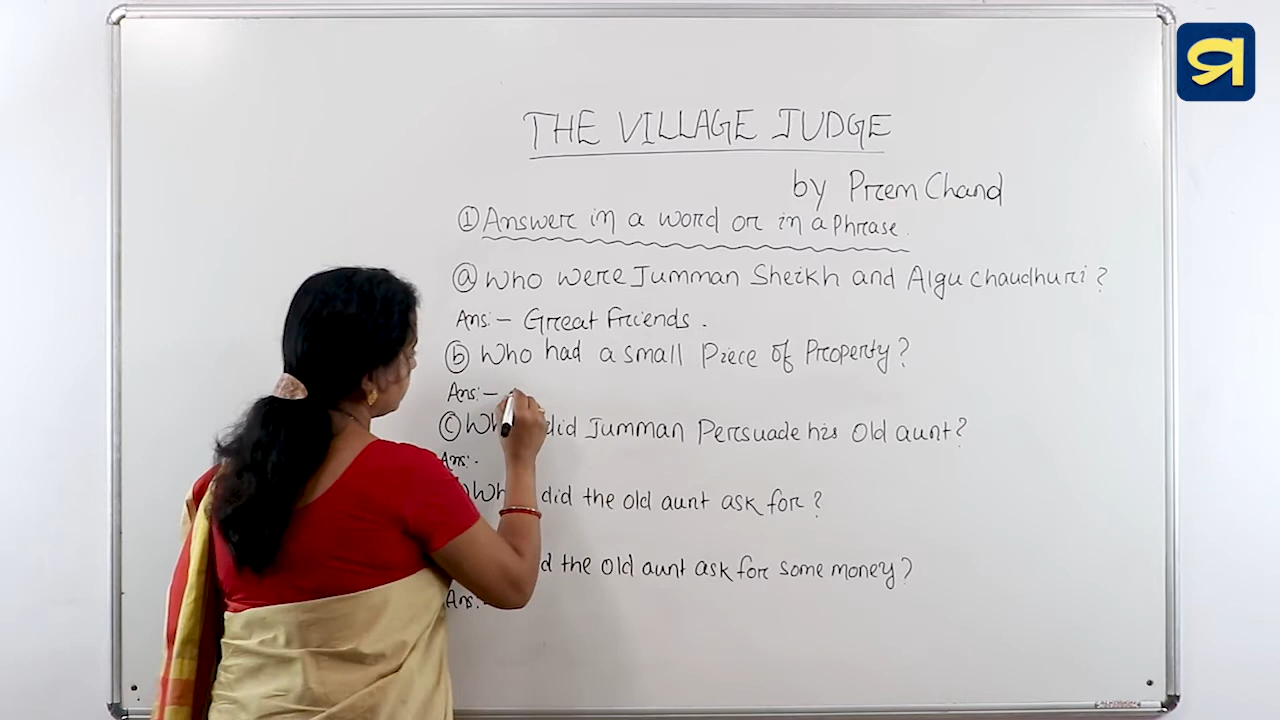 THE VILLAGE JUDGE
by Prem Chand
① Answer in a word or in a Phrase.
ⓐ Who were Jumman Sheikh and Algu Chaudhuri?
Ans:- Great Friends.
ⓑ Who had a small Piece of Property?
Ans:-
ⓒ did Jumman Persuade his old aunt?
Ans:-
did the old aunt ask for?
the old aunt ask for some money?
Ans:-